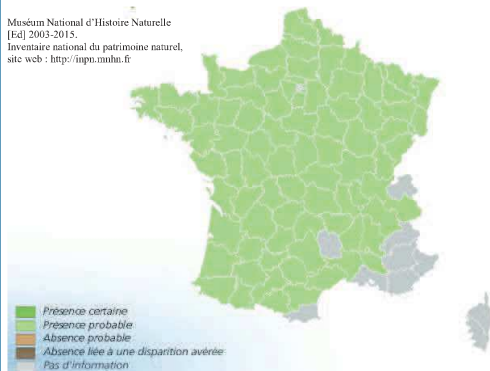 Muséum National d'Histoire Naturelle
[Ed] 2003-2015.
Inventaire national du patrimoine naturel,
site web : http://inpn.mnhn.fr
Présence certaine
Présence probable
Absence probable
Absence liée à une disparition avérée
Pas d'information